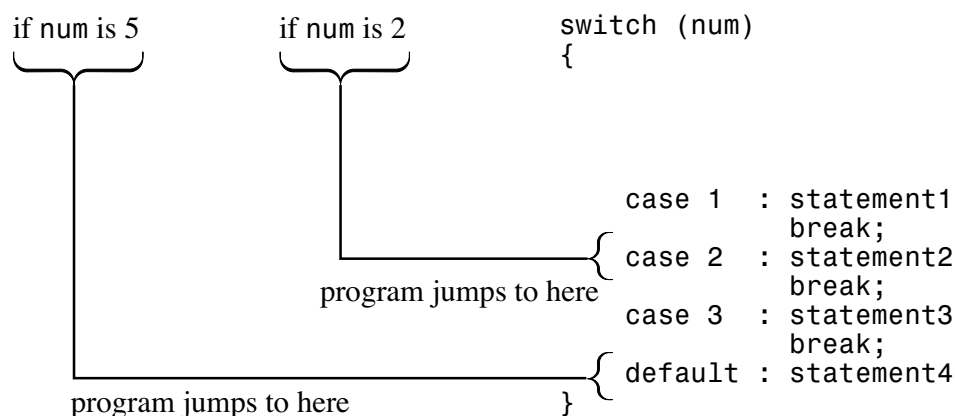 if num is 5 if num is 2 switch (num)
{
case 1 : statement1
break;
case 2 : statement2
program jumps to here break;
case 3 : statement3
break;
default : statement4
program jumps to here }